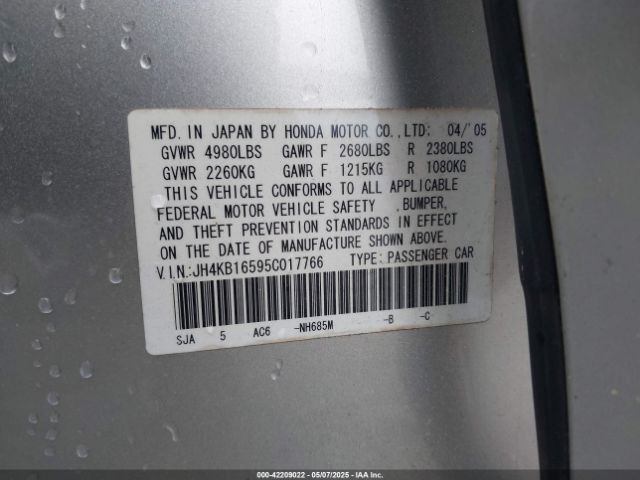 MFD. IN JAPAN BY HONDA MOTOR CO., LTD: 04/'05
GVWR 4980LBS GAWR F 2680LBS R 2380LBS
GVWR 2260KG GAWR F 1215KG R 1080KG
THIS VEHICLE CONFORMS TO ALL APPLICABLE
FEDERAL MOTOR VEHICLE SAFETY , BUMPER,
AND THEFT PREVENTION STANDARDS IN EFFECT
ON THE DATE OF MANUFACTURE SHOWN ABOVE.
V.I.N.:JH4KB16595C017766 TYPE: PASSENGER CAR
SJA 5 AC6 -NH685M -B -C
000-42209022 | 05/07/2025 | IAAI.COM